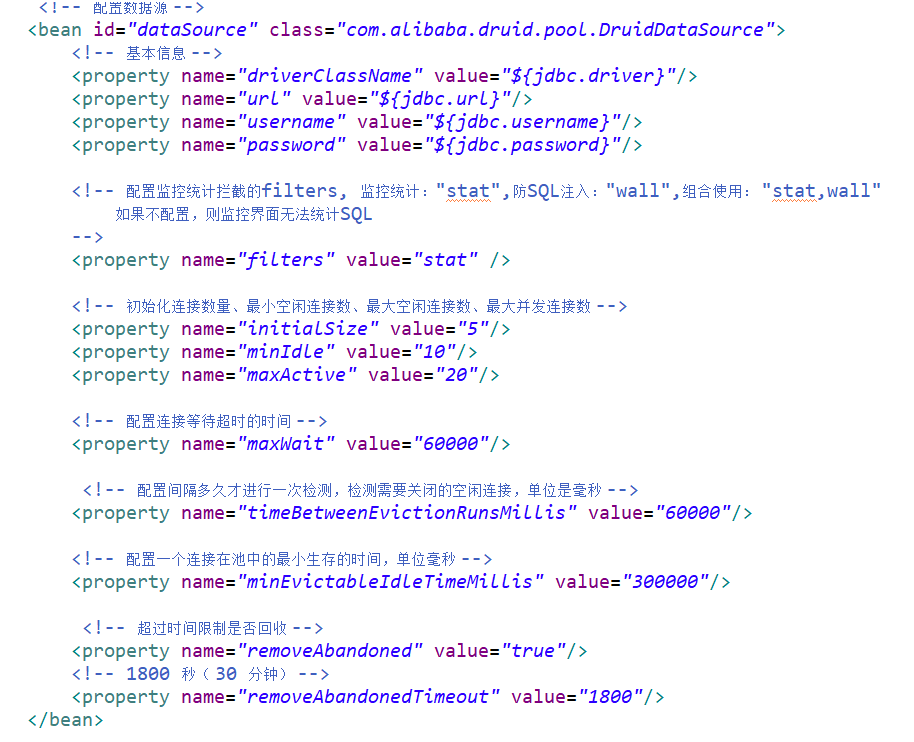 <!-- 配置数据源 -->
<bean id="dataSource" class="com.alibaba.druid.pool.DruidDataSource">
<!-- 基本信息 -->
<property name="driverClassName" value="${jdbc.driver}"/>
<property name="url" value="${jdbc.url}"/>
<property name="username" value="${jdbc.username}"/>
<property name="password" value="${jdbc.password}"/>
<!-- 配置监控统计拦截的filters, 监控统计："stat",防SQL注入："wall",组合使用： "stat,wall"
如果不配置，则监控界面无法统计SQL
-->
<property name="filters" value="stat" />
<!-- 初始化连接数量、最小空闲连接数、最大空闲连接数、最大并发连接数 -->
<property name="initialSize" value="5"/>
<property name="minIdle" value="10"/>
<property name="maxActive" value="20"/>
<!-- 配置连接等待超时的时间 -->
<property name="maxWait" value="60000"/>
<!-- 配置间隔多久才进行一次检测，检测需要关闭的空闲连接，单位是毫秒 -->
<property name="timeBetweenEvictionRunsMillis" value="60000"/>
<!-- 配置一个连接在池中的最小生存的时间，单位毫秒 -->
<property name="minEvictableIdleTimeMillis" value="300000"/>
<!-- 超过时间限制是否回收 -->
<property name="removeAbandoned" value="true"/>
<!-- 1800 秒（ 30 分钟） -->
<property name="removeAbandonedTimeout" value="1800"/>
</bean>